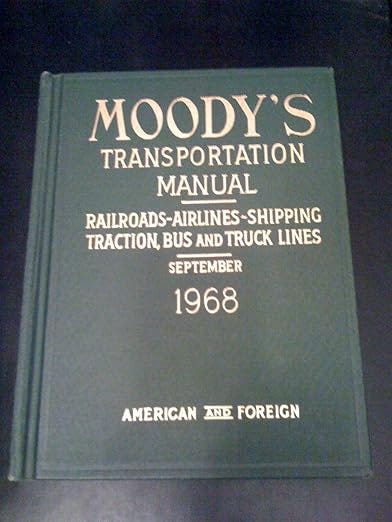 MOODY'S
TRANSPORTATION
MANUAL
RAILROADS-AIRLINES-SHIPPING
TRACTION, BUS AND TRUCK LINES
SEPTEMBER
1968
AMERICAN AND FOREIGN